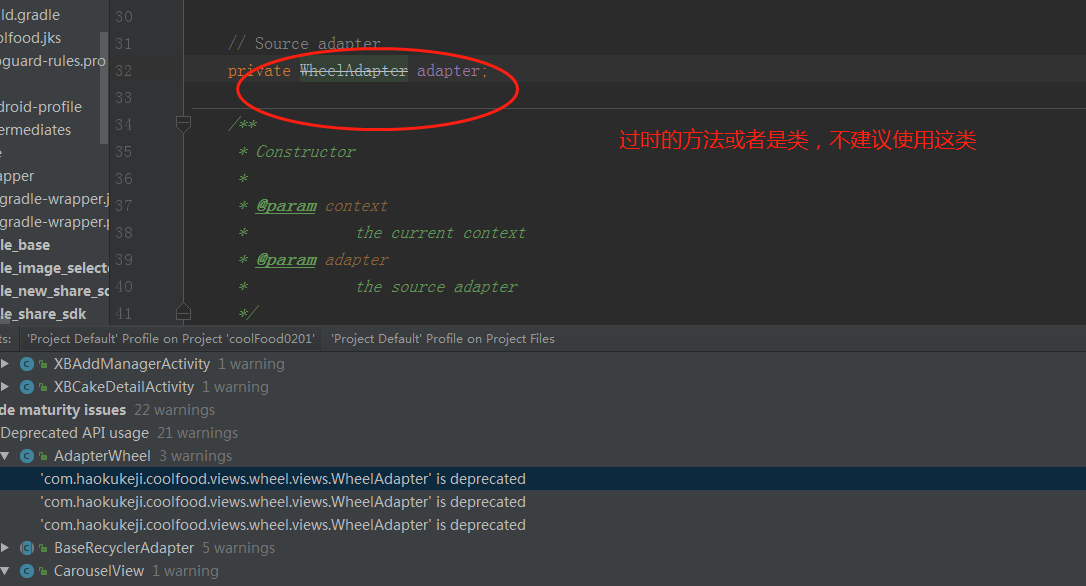 ld.gradle
olfood.jks
oguard-rules.pro
droid-profile
ermediates
e
apper
gradle-wrapper.j
gradle-wrapper.p
le_base
le_image_select
le_new_share_sd
le_share_sdk
30
31 // Source adapter
32 private WheelAdapter adapter;
33
34 /**
35 * Constructor
36 *
37 * @param context
38 * the current context
39 * @param adapter
40 * the source adapter
41 */
过时的方法或者是类，不建议使用这类
ts: 'Project Default' Profile on Project 'coolFood0201' 'Project Default' Profile on Project Files
XBAddManagerActivity 1 warning
XBCakeDetailActivity 1 warning
de maturity issues 22 warnings
Deprecated API usage 21 warnings
AdapterWheel 3 warnings
'com.haokukeji.coolfood.views.wheel.views.WheelAdapter' is deprecated
'com.haokukeji.coolfood.views.wheel.views.WheelAdapter' is deprecated
'com.haokukeji.coolfood.views.wheel.views.WheelAdapter' is deprecated
BaseRecyclerAdapter 5 warnings
CarouselView 1 warning